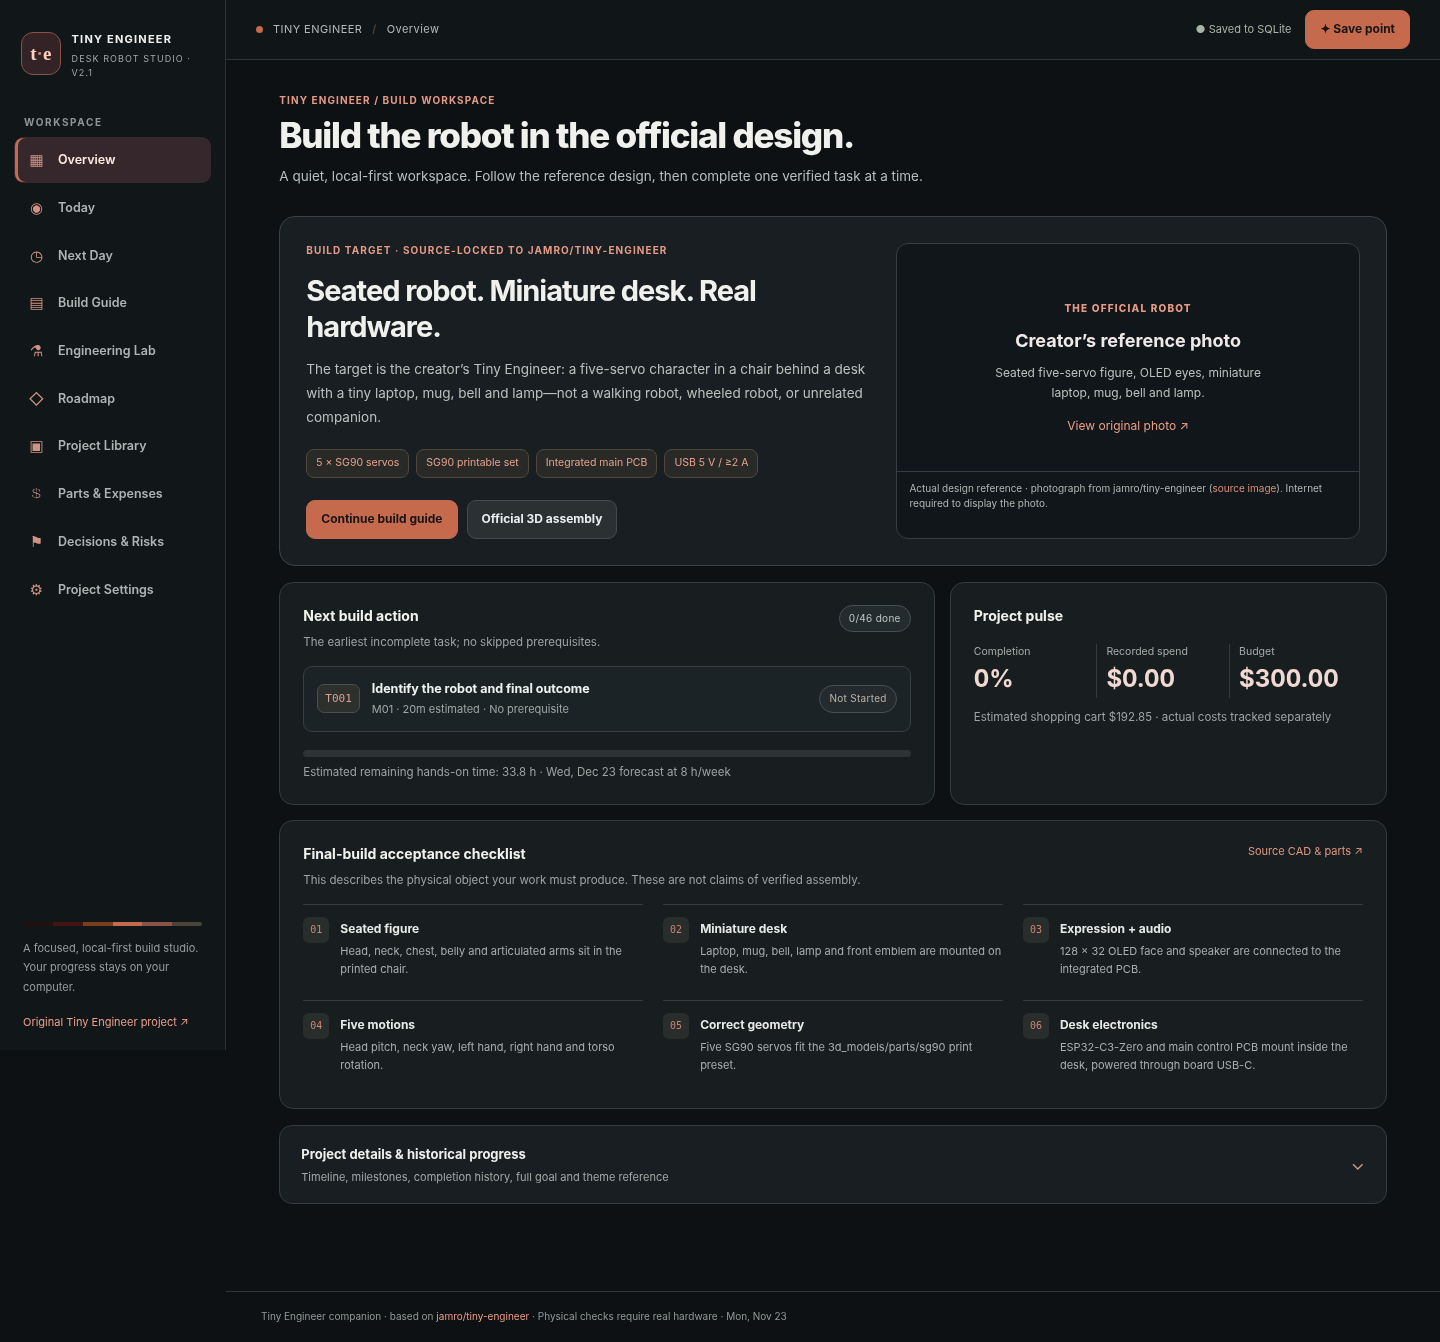 t·e
TINY ENGINEER
DESK ROBOT STUDIO ·
V2.1
WORKSPACE
Overview
Today
Next Day
Build Guide
Engineering Lab
Roadmap
Project Library
$ Parts & Expenses
Decisions & Risks
Project Settings
A focused, local-first build studio.
Your progress stays on your
computer.
Original Tiny Engineer project ↗
TINY ENGINEER / Overview
● Saved to SQLite
✦ Save point
TINY ENGINEER / BUILD WORKSPACE
Build the robot in the official design.
A quiet, local-first workspace. Follow the reference design, then complete one verified task at a time.
BUILD TARGET · SOURCE-LOCKED TO JAMRO/TINY-ENGINEER
Seated robot. Miniature desk. Real
hardware.
The target is the creator’s Tiny Engineer: a five-servo character in a chair behind a desk
with a tiny laptop, mug, bell and lamp—not a walking robot, wheeled robot, or unrelated
companion.
5 × SG90 servos
SG90 printable set
Integrated main PCB
USB 5 V / ≥2 A
Continue build guide
Official 3D assembly
THE OFFICIAL ROBOT
Creator’s reference photo
Seated five-servo figure, OLED eyes, miniature
laptop, mug, bell and lamp.
View original photo ↗
Actual design reference · photograph from jamro/tiny-engineer (source image). Internet
required to display the photo.
Next build action
0/46 done
The earliest incomplete task; no skipped prerequisites.
T001
Identify the robot and final outcome
M01 · 20m estimated · No prerequisite
Not Started
Estimated remaining hands-on time: 33.8 h · Wed, Dec 23 forecast at 8 h/week
Project pulse
Completion
0%
Recorded spend
$0.00
Budget
$300.00
Estimated shopping cart $192.85 · actual costs tracked separately
Final-build acceptance checklist
Source CAD & parts ↗
This describes the physical object your work must produce. These are not claims of verified assembly.
01
Seated figure
Head, neck, chest, belly and articulated arms sit in the
printed chair.
02
Miniature desk
Laptop, mug, bell, lamp and front emblem are mounted on
the desk.
03
Expression + audio
128 × 32 OLED face and speaker are connected to the
integrated PCB.
04
Five motions
Head pitch, neck yaw, left hand, right hand and torso
rotation.
05
Correct geometry
Five SG90 servos fit the 3d_models/parts/sg90 print
preset.
06
Desk electronics
ESP32-C3-Zero and main control PCB mount inside the
desk, powered through board USB-C.
Project details & historical progress
Timeline, milestones, completion history, full goal and theme reference
Tiny Engineer companion · based on jamro/tiny-engineer · Physical checks require real hardware · Mon, Nov 23